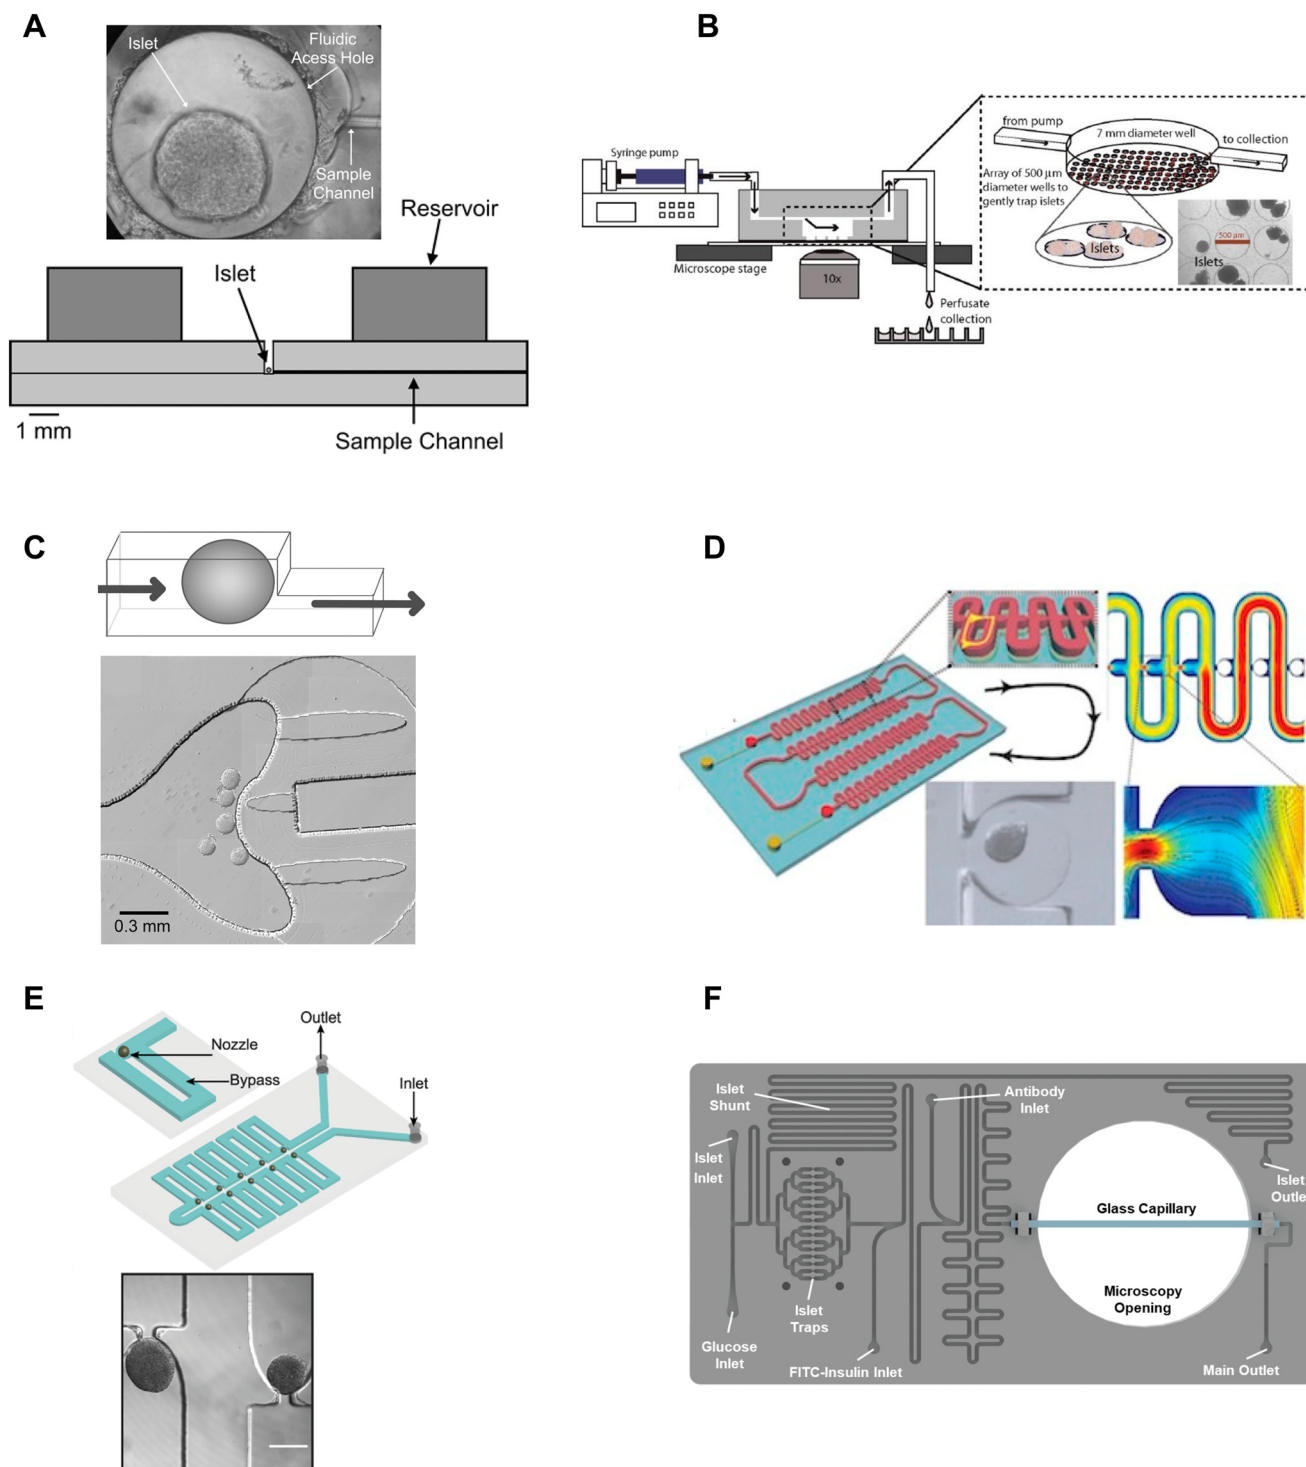 A
Islet
Fluidic
Acess Hole
Sample
Channel
Reservoir
Islet
1 mm
Sample Channel
B
Syringe pump
Microscope stage
10x
Perfusate
collection
from pump
7 mm diameter well
to collection
Array of 500 µm
diameter wells to
gently trap islets
Islets
500 µm
Islets
C
0.3 mm
D
E
Outlet
Nozzle
Bypass
Inlet
F
Islet
Shunt
Antibody
Inlet
Islet
Inlet
Islet
Outle
Glass Capillary
Microscopy
Opening
Islet
Traps
Glucose
Inlet
FITC-Insulin Inlet
Main Outlet